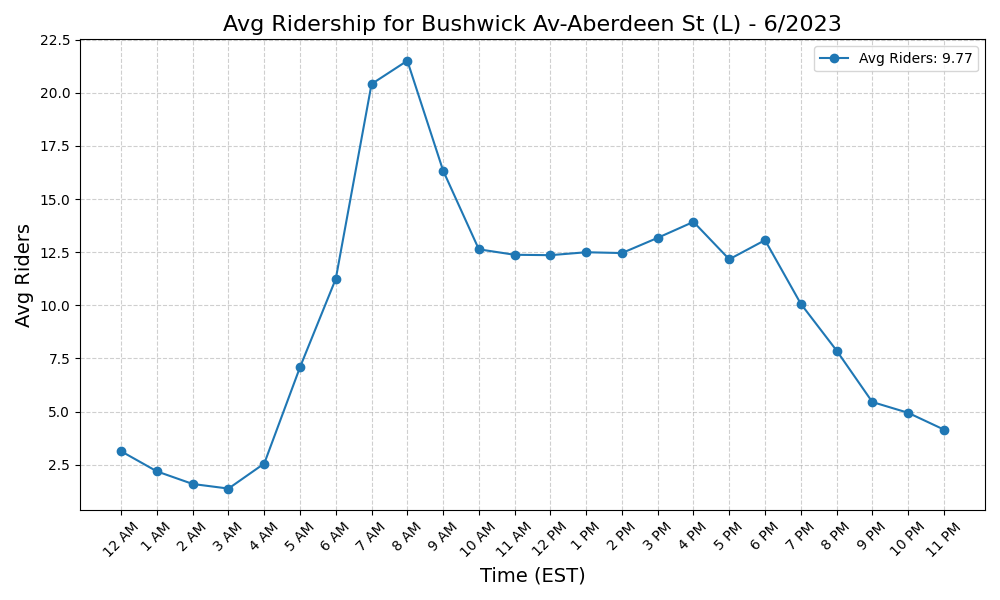 Avg Ridership for Bushwick Av-Aberdeen St (L) - 6/2023
Avg Riders: 9.77
Avg Riders
22.5
20.0
17.5
15.0
12.5
10.0
7.5
5.0
2.5
12 AM
1 AM
2 AM
3 AM
4 AM
5 AM
6 AM
7 AM
8 AM
9 AM
10 AM
11 AM
12 PM
1 PM
2 PM
3 PM
4 PM
5 PM
6 PM
7 PM
8 PM
9 PM
10 PM
11 PM
Time (EST)